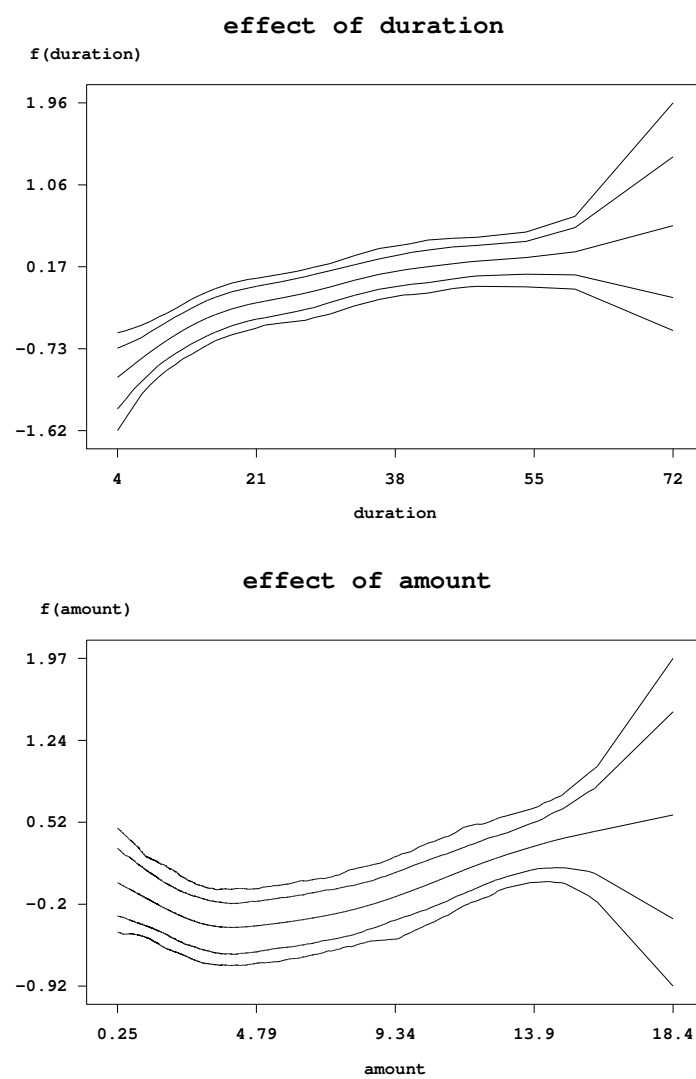 effect of duration
f(duration)
1.96
1.06
0.17
−0.73
−1.62
4 21 38 55 72
duration
effect of amount
f(amount)
1.97
1.24
0.52
−0.2
−0.92
0.25 4.79 9.34 13.9 18.4
amount